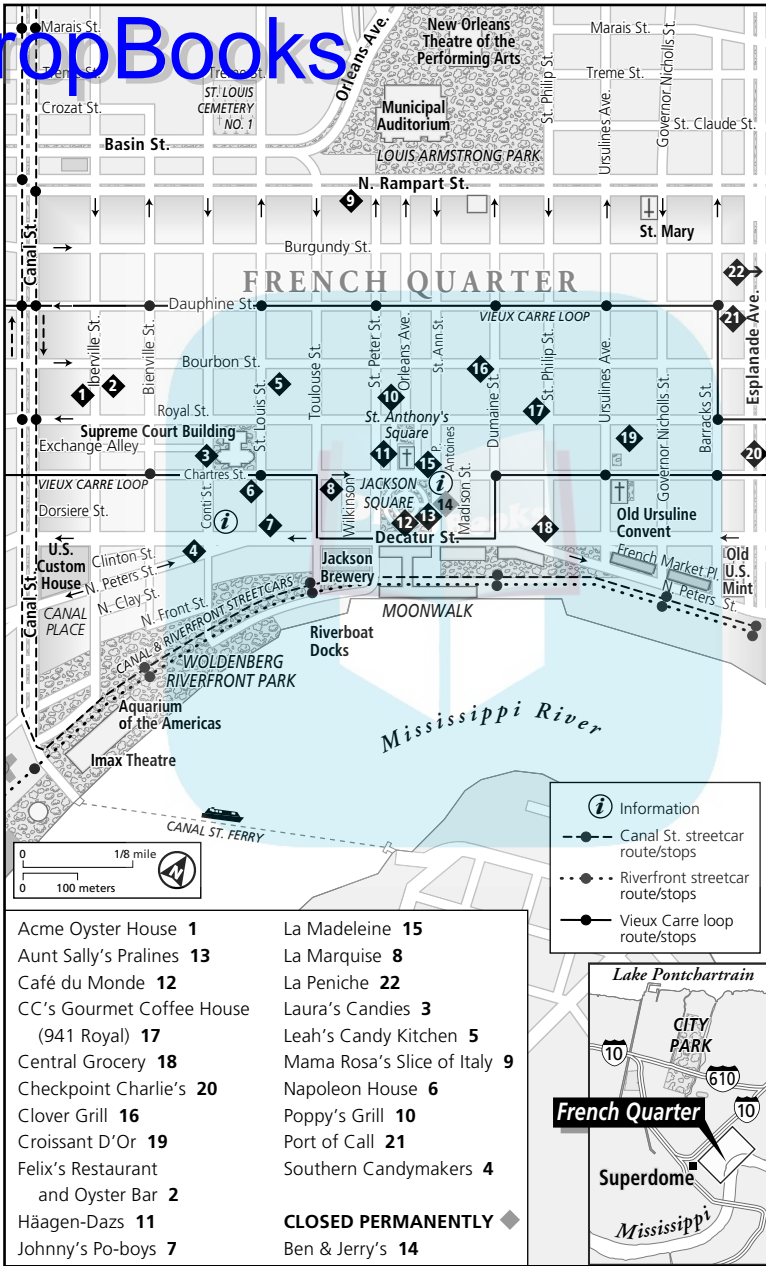 ropBooks
Marais St.
Orleans Ave.
New Orleans
Theatre of the
Performing Arts
Marais St.
Treme St.
Treme St.
ST. LOUIS
CEMETERY
NO. 1
St. Philip St.
Treme St.
Ursulines Ave.
Governor Nicholls St.
Crozat St.
Municipal
Auditorium
St. Claude St.
Basin St.
LOUIS ARMSTRONG PARK
N. Rampart St.
9
St. Mary
Canal St.
Burgundy St.
22
FRENCH QUARTER
Dauphine St.
VIEUX CARRE LOOP
21
Iberville St.
Bienville St.
Bourbon St.
St. Louis St.
Toulouse St.
St. Peter St.
Orleans Ave.
St. Ann St.
Dumaine St.
St. Philip St.
Ursulines Ave.
Governor Nicholls St.
Barracks St.
Esplanade Ave.
1
2
5
10
16
17
Royal St.
St. Anthony's
Square
Supreme Court Building
Exchange Alley
3
11
15
P. Antoines
19
20
Chartres St.
VIEUX CARRE LOOP
Conti St.
6
8
Wilkinson
JACKSON
SQUARE
14
Madison St.
Dorsiere St.
7
12
13
18
Old Ursuline
Convent
Decatur St.
U.S.
Custom
House
Clinton St.
4
Jackson
Brewery
French Market Pl.
Old
U.S.
Mint
N. Peters St.
N. Peters St.
Canal St.
CANAL
PLACE
N. Clay St.
N. Front St.
MOONWALK
CANAL & RIVERFRONT STREETCARS
Riverboat
Docks
WOLDENBERG
RIVERFRONT PARK
Aquarium
of the Americas
Mississippi River
Imax Theatre
CANAL ST. FERRY
i Information
Canal St. streetcar
route/stops
Riverfront streetcar
route/stops
Vieux Carre loop
route/stops
0 1/8 mile
0 100 meters
N
Acme Oyster House 1
Aunt Sally's Pralines 13
Café du Monde 12
CC's Gourmet Coffee House
(941 Royal) 17
Central Grocery 18
Checkpoint Charlie's 20
Clover Grill 16
Croissant D'Or 19
Felix's Restaurant
and Oyster Bar 2
Häagen-Dazs 11
Johnny's Po-boys 7
La Madeleine 15
La Marquise 8
La Peniche 22
Laura's Candies 3
Leah's Candy Kitchen 5
Mama Rosa's Slice of Italy 9
Napoleon House 6
Poppy's Grill 10
Port of Call 21
Southern Candymakers 4
CLOSED PERMANENTLY
Ben & Jerry's 14
Lake Pontchartrain
CITY
PARK
10
610
10
French Quarter
Superdome
Mississippi